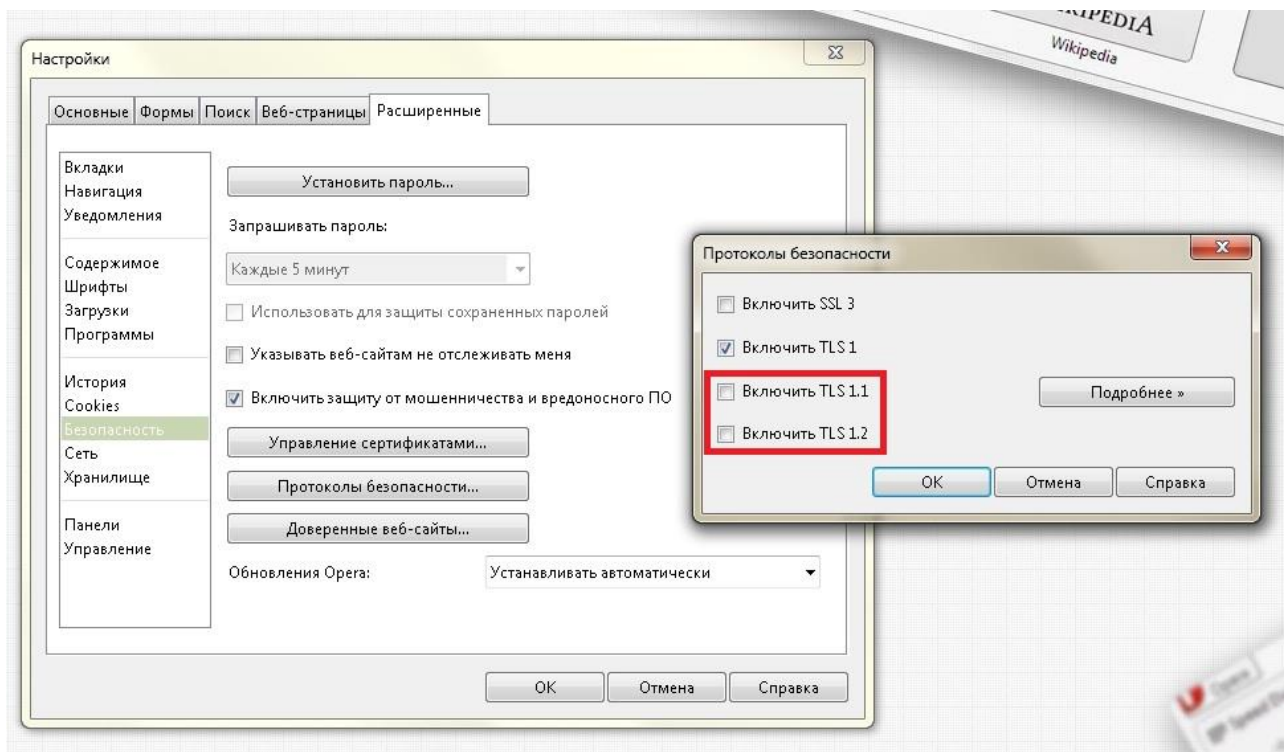 WIKIPEDIA
Wikipedia
Настройки
Основные Формы Поиск Веб-страницы Расширенные
Вкладки
Навигация
Уведомления
Содержимое
Шрифты
Загрузки
Программы
История
Cookies
Безопасность
Сеть
Хранилище
Панели
Управление
Установить пароль...
Запрашивать пароль:
Каждые 5 минут
Использовать для защиты сохраненных паролей
Указывать веб-сайтам не отслеживать меня
Включить защиту от мошенничества и вредоносного ПО
Управление сертификатами...
Протоколы безопасности...
Доверенные веб-сайты...
Обновления Opera: Устанавливать автоматически
OK Отмена Справка
Протоколы безопасности
Включить SSL 3
Включить TLS 1
Включить TLS 1.1
Включить TLS 1.2
Подробнее »
OK Отмена Справка
Opera